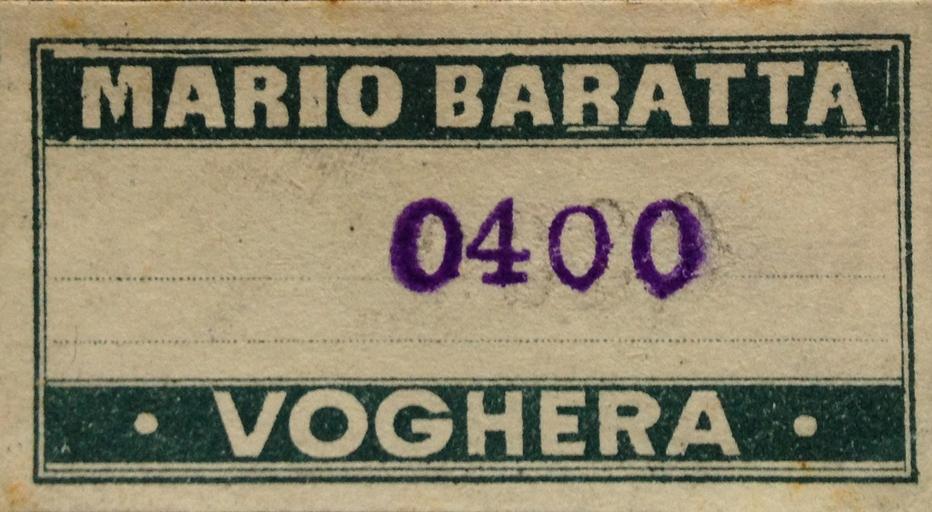 MARIO BARATTA
0400
• VOGHERA •